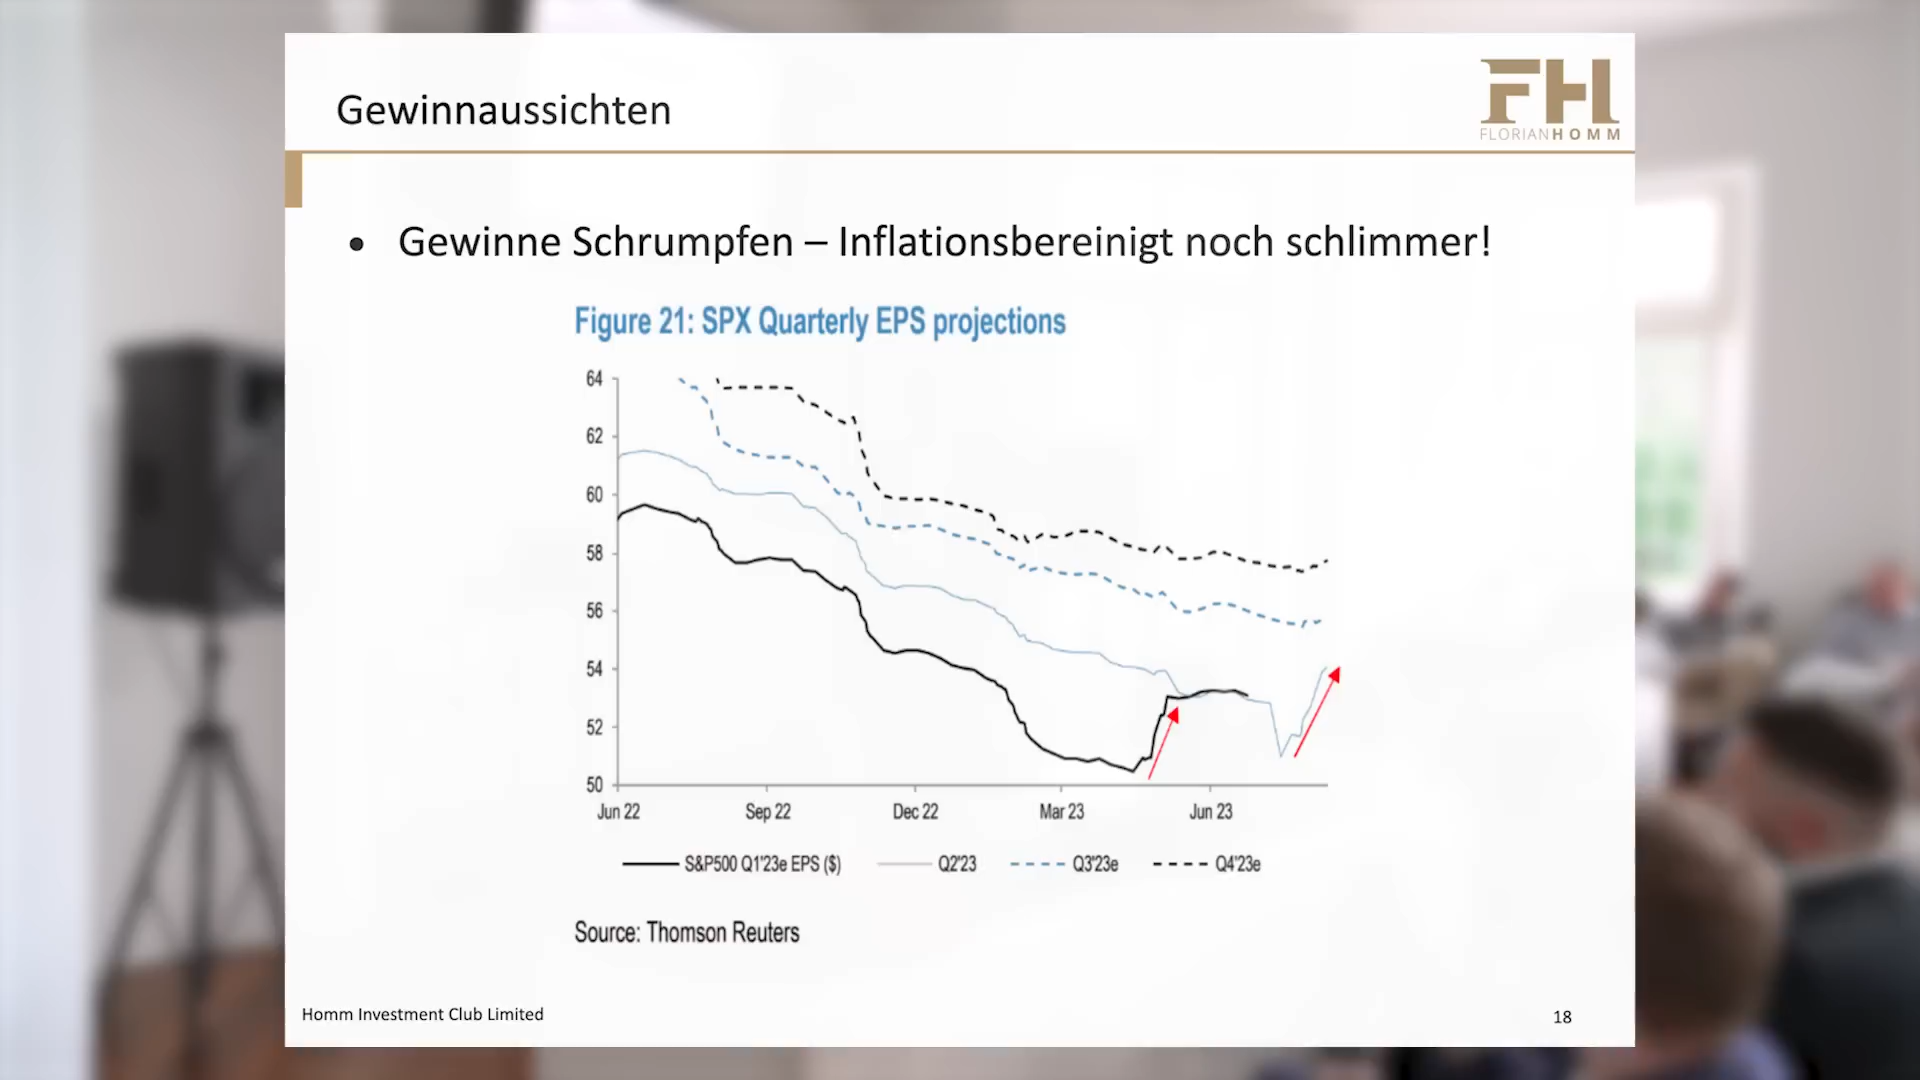 Gewinnaussichten
FH
FLORIANHOMM
• Gewinne Schrumpfen – Inflationsbereinigt noch schlimmer!
Figure 21: SPX Quarterly EPS projections
64
62
60
58
56
54
52
50
Jun 22 Sep 22 Dec 22 Mar 23 Jun 23
S&P500 Q1'23e EPS ($) Q2'23 Q3'23e Q4'23e
Source: Thomson Reuters
Homm Investment Club Limited
18